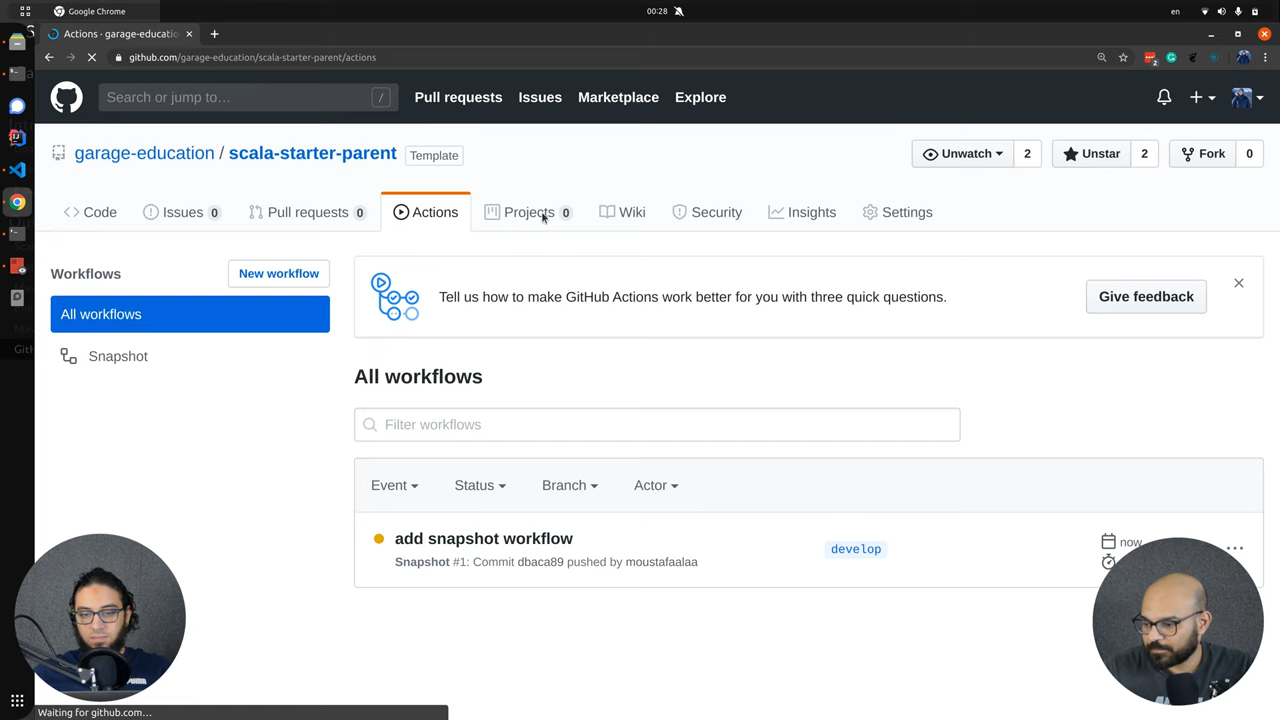 Google Chrome
00:28
en
Actions · garage-educatio
github.com/garage-education/scala-starter-parent/actions
2
Search or jump to…
/
Pull requests
Issues
Marketplace
Explore
garage-education / scala-starter-parent
Template
Unwatch
2
Unstar
2
Fork
0
Code
Issues 0
Pull requests 0
Actions
Projects 0
Wiki
Security
Insights
Settings
Workflows
New workflow
All workflows
Snapshot
Tell us how to make GitHub Actions work better for you with three quick questions.
Give feedback
All workflows
Filter workflows
Event
Status
Branch
Actor
add snapshot workflow
Snapshot #1: Commit dbaca89 pushed by moustafaalaa
develop
now
Waiting for github.com…